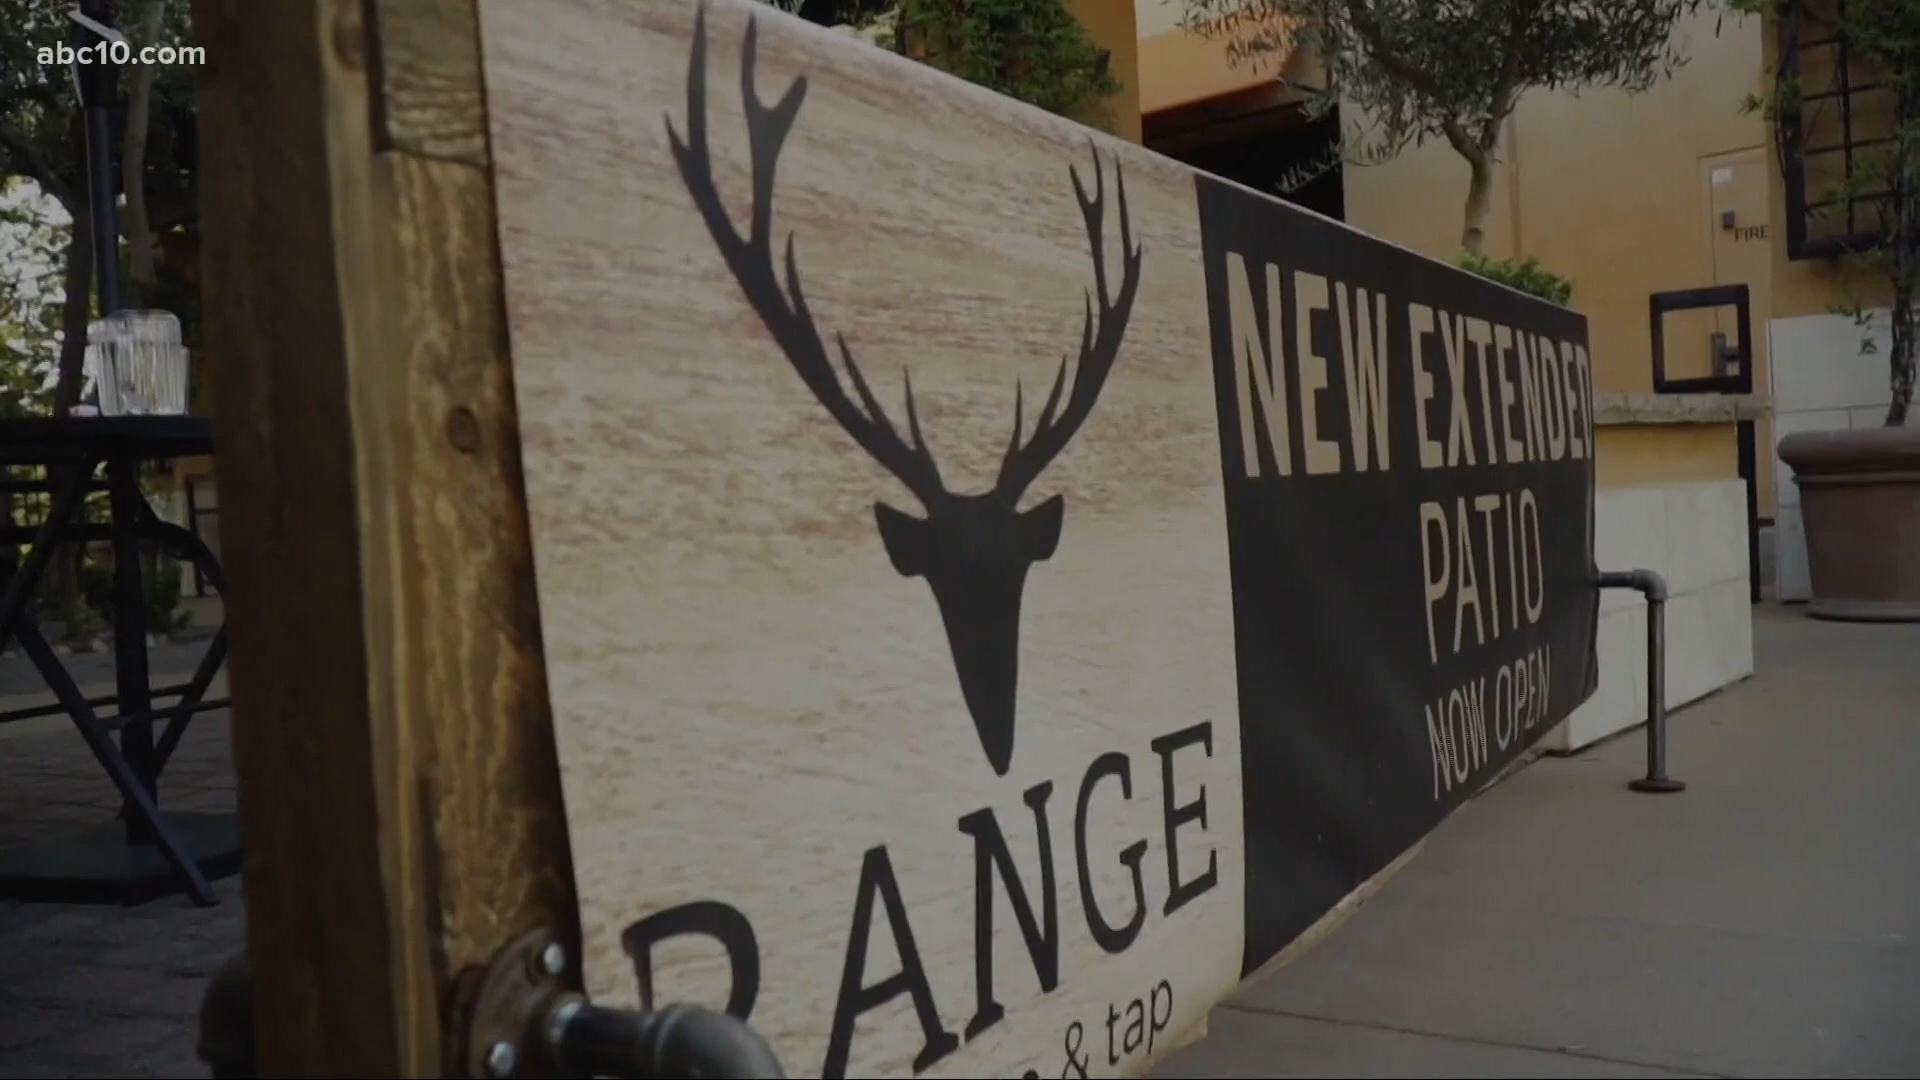 abc10.com
FIRE
NEW EXTENDED
PATIO
NOW OPEN
RANGE
& tap